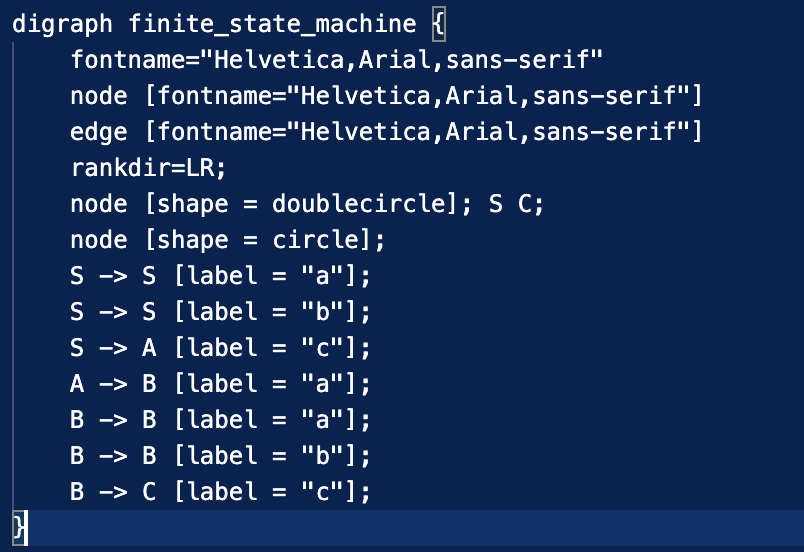 digraph finite_state_machine {
    fontname="Helvetica,Arial,sans-serif"
    node [fontname="Helvetica,Arial,sans-serif"]
    edge [fontname="Helvetica,Arial,sans-serif"]
    rankdir=LR;
    node [shape = doublecircle]; S C;
    node [shape = circle];
    S -> S [label = "a"];
    S -> S [label = "b"];
    S -> A [label = "c"];
    A -> B [label = "a"];
    B -> B [label = "a"];
    B -> B [label = "b"];
    B -> C [label = "c"];
}